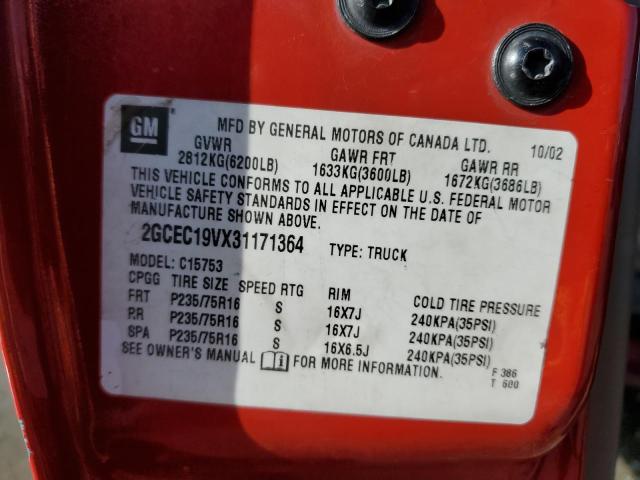 GM
MFD BY GENERAL MOTORS OF CANADA LTD. 10/02
GVWR GAWR FRT GAWR RR
2812KG(6200LB) 1633KG(3600LB) 1672KG(3686LB)
THIS VEHICLE CONFORMS TO ALL APPLICABLE U.S. FEDERAL MOTOR
VEHICLE SAFETY STANDARDS IN EFFECT ON THE DATE OF
MANUFACTURE SHOWN ABOVE.
2GCEC19VX31171364 TYPE: TRUCK
MODEL: C15753
CPGG TIRE SIZE SPEED RTG RIM COLD TIRE PRESSURE
FRT P235/75R16 S 16X7J 240KPA(35PSI)
RR P235/75R16 S 16X7J 240KPA(35PSI)
SPA P235/75R16 S 16X6.5J 240KPA(35PSI)
SEE OWNER'S MANUAL FOR MORE INFORMATION.
F 386
T 600